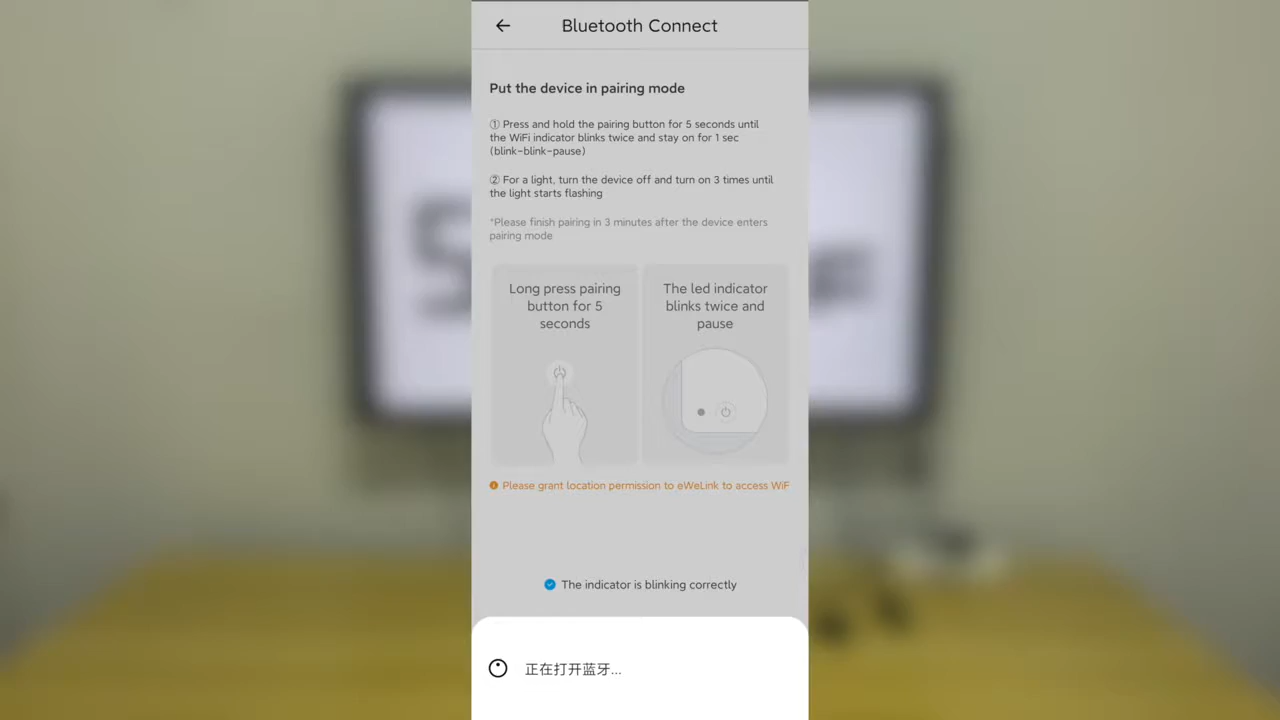 Bluetooth Connect
Put the device in pairing mode
① Press and hold the pairing button for 5 seconds until
the WiFi indicator blinks twice and stay on for 1 sec
(blink-blink-pause)
② For a light, turn the device off and turn on 3 times until
the light starts flashing
*Please finish pairing in 3 minutes after the device enters
pairing mode
Long press pairing
button for 5
seconds
The led indicator
blinks twice and
pause
Please grant location permission to eWeLink to access WiF
The indicator is blinking correctly
正在打开蓝牙...